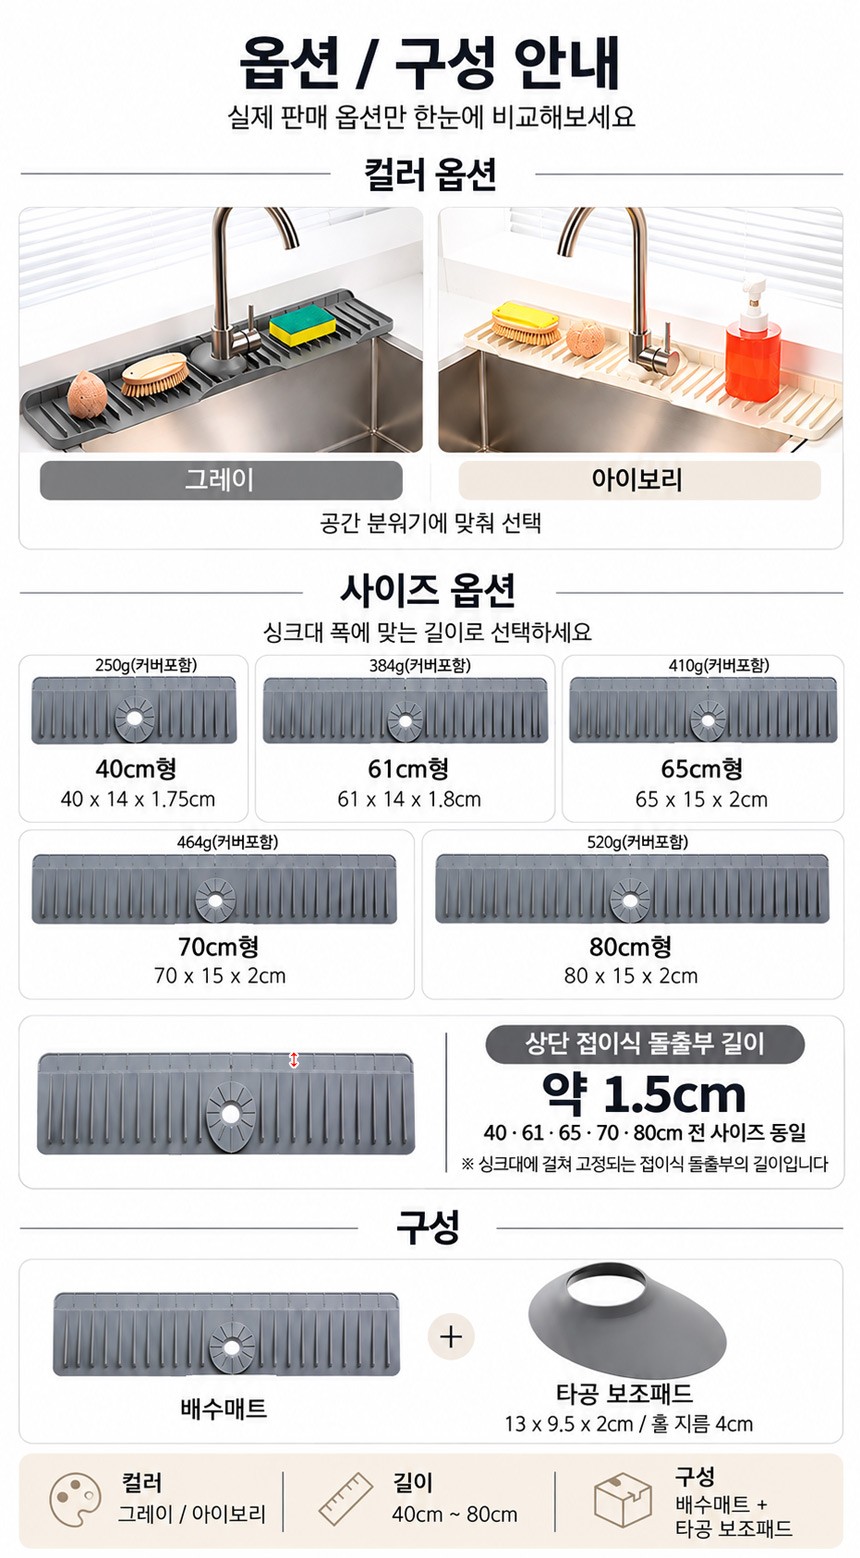 옵션 / 구성 안내
실제 판매 옵션만 한눈에 비교해보세요
컬러 옵션
그레이
아이보리
공간 분위기에 맞춰 선택
사이즈 옵션
싱크대 폭에 맞는 길이로 선택하세요
250g(커버포함)
40cm형
40 x 14 x 1.75cm
384g(커버포함)
61cm형
61 x 14 x 1.8cm
410g(커버포함)
65cm형
65 x 15 x 2cm
464g(커버포함)
70cm형
70 x 15 x 2cm
520g(커버포함)
80cm형
80 x 15 x 2cm
상단 접이식 돌출부 길이
약 1.5cm
40 · 61 · 65 · 70 · 80cm 전 사이즈 동일
※ 싱크대에 걸쳐 고정되는 접이식 돌출부의 길이입니다
구성
배수매트
+
타공 보조패드
13 x 9.5 x 2cm / 홀 지름 4cm
컬러
그레이 / 아이보리
길이
40cm ~ 80cm
구성
배수매트 +
타공 보조패드